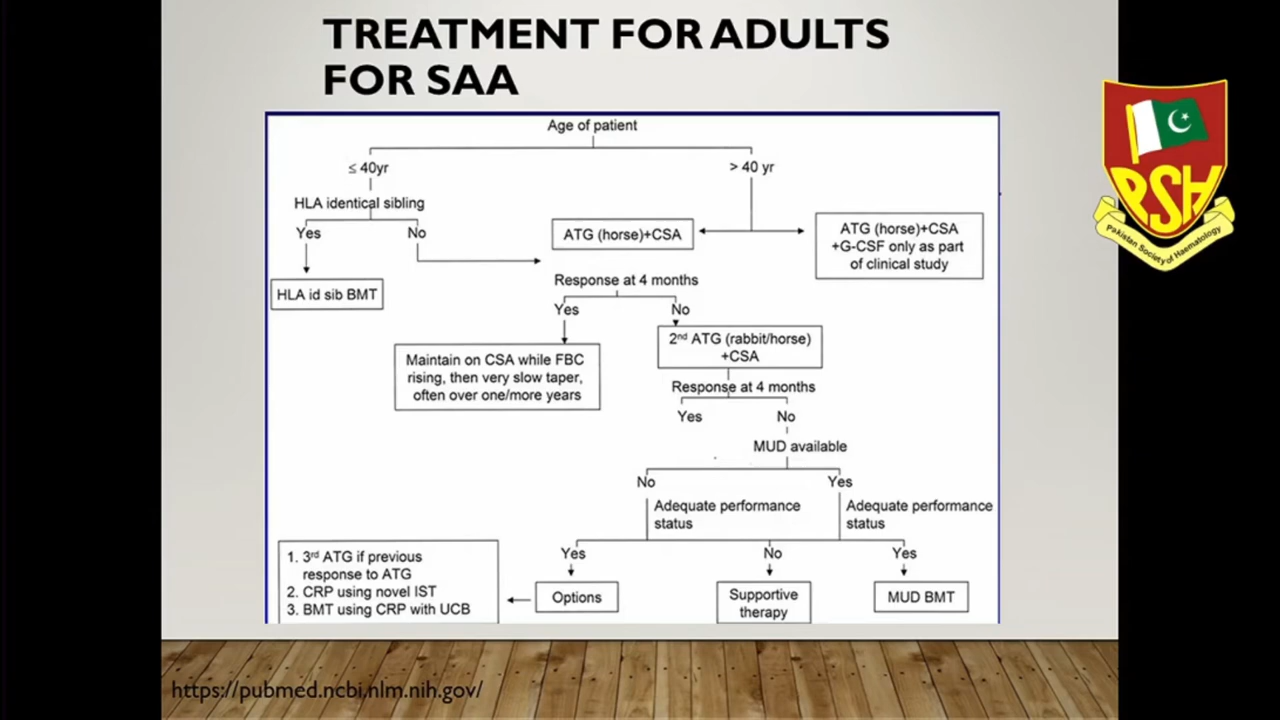 TREATMENT FOR ADULTS
FOR SAA
Age of patient
≤ 40yr
> 40 yr
HLA identical sibling
Yes
No
HLA id sib BMT
ATG (horse)+CSA
ATG (horse)+CSA
+G-CSF only as part
of clinical study
Response at 4 months
Yes
No
Maintain on CSA while FBC
rising, then very slow taper,
often over one/more years
2nd ATG (rabbit/horse)
+CSA
Response at 4 months
Yes
No
MUD available
No
Yes
Adequate performance
status
Adequate performance
status
Yes
No
Yes
1. 3rd ATG if previous
response to ATG
2. CRP using novel IST
3. BMT using CRP with UCB
Options
Supportive
therapy
MUD BMT
https://pubmed.ncbi.nlm.nih.gov/
PSH
Pakistan Society of Haematology